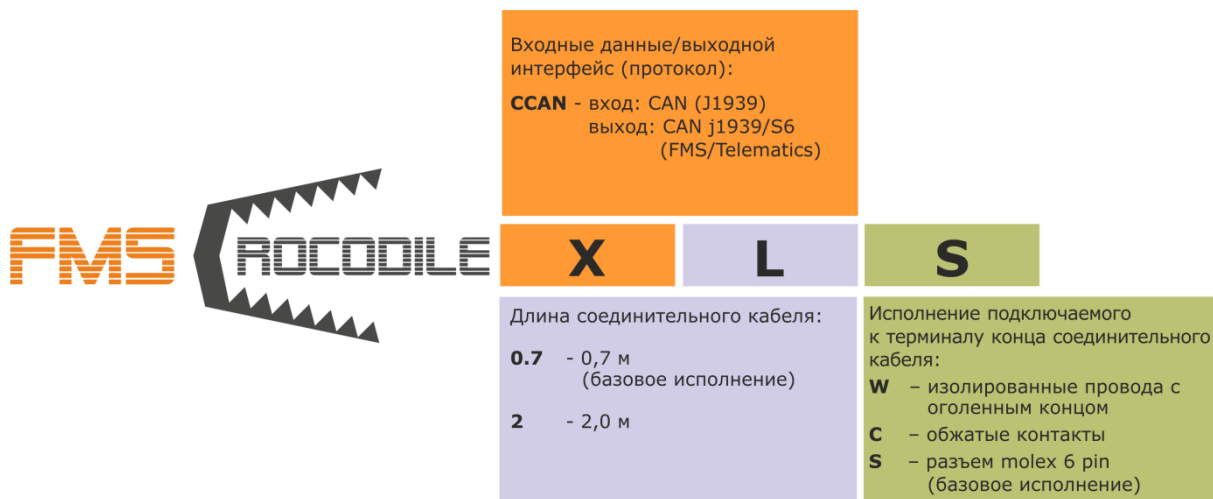 Входные данные/выходной
интерфейс (протокол):
CCAN - вход: CAN (J1939)
выход: CAN j1939/S6
(FMS/Telematics)
FMS CROCODILE X L S
Длина соединительного кабеля:
0.7 - 0,7 м
(базовое исполнение)
2 - 2,0 м
Исполнение подключаемого
к терминалу конца соединительного
кабеля:
W – изолированные провода с
оголенным концом
C – обжатые контакты
S – разъем molex 6 pin
(базовое исполнение)